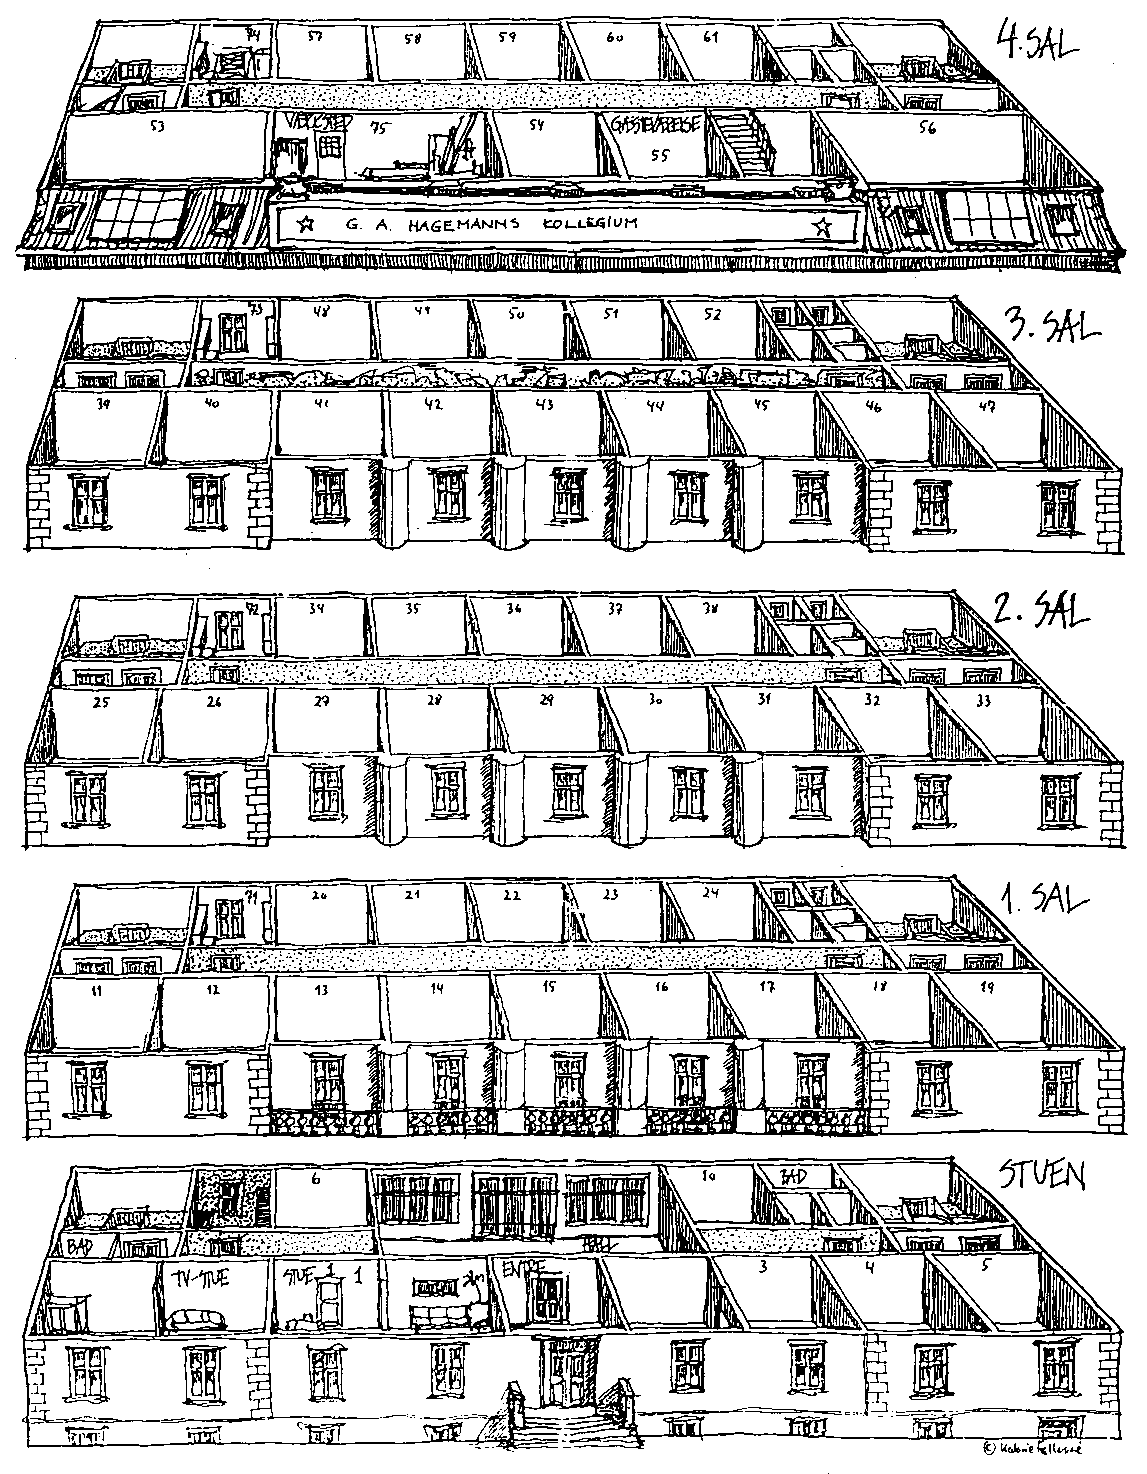 4. SAL
74 57 58 59 60 61
53 VÆRKSTED 75 54 GÆSTEVÆRELSE 55 56
G. A. HAGEMANNS KOLLEGIUM
3. SAL
73 48 49 50 51 52
39 40 41 42 43 44 45 46 47
2. SAL
72 34 35 36 37 38
25 26 27 28 29 30 31 32 33
1. SAL
71 20 21 22 23 24
11 12 13 14 15 16 17 18 19
STUEN
6 10 BAD
BAD HALL
TV-STUE STUE 1 1 ENTRE 3 4 5